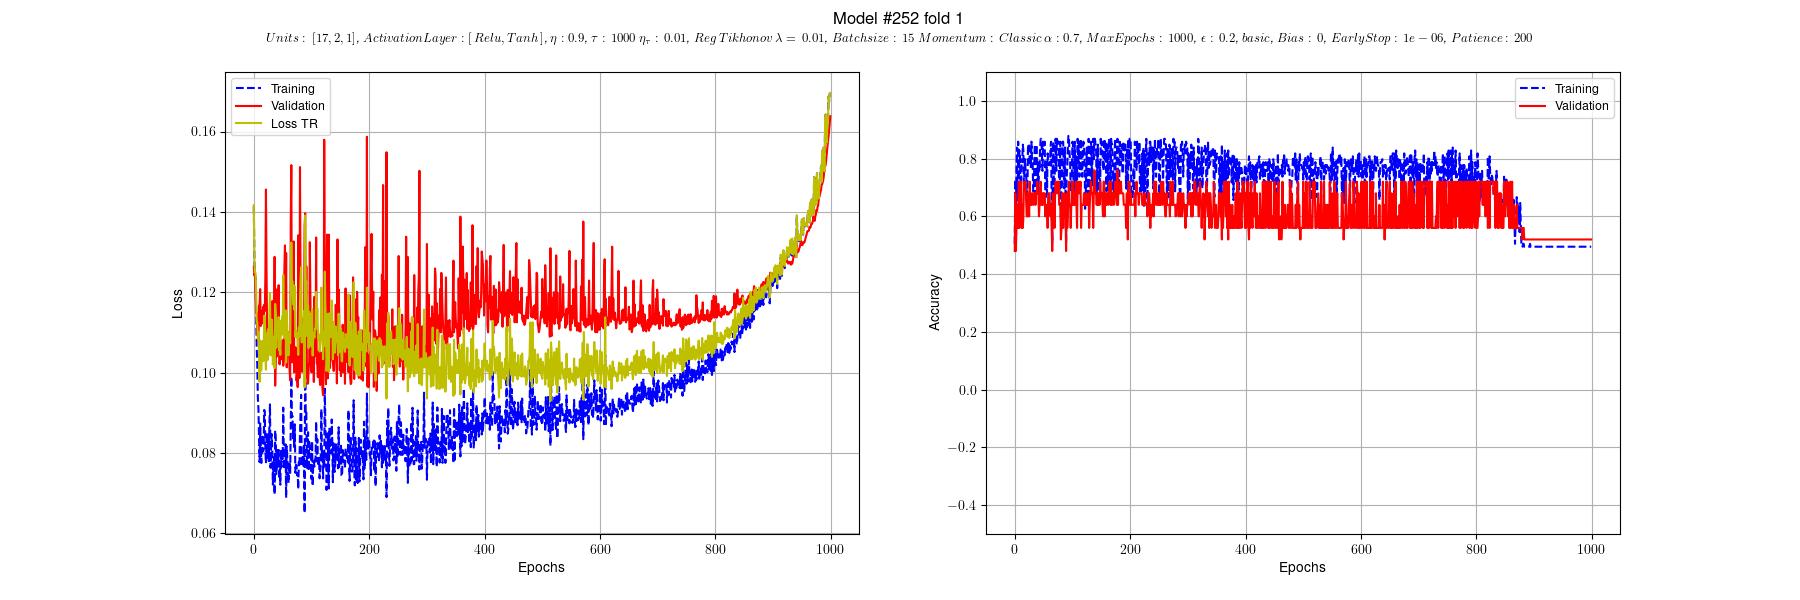 Model #252 fold 1
Units : [17, 2, 1], ActivationLayer : [ Relu, Tanh], η : 0.9, τ : 1000 η_τ : 0.01, Reg Tikhonov λ = 0.01, Batchsize : 15 Momentum : Classic α : 0.7, MaxEpochs : 1000, ϵ : 0.2, basic, Bias : 0, EarlyStop : 1e − 06, Patience : 200
Training
Validation
Loss TR
0.16
0.14
0.12
0.10
0.08
0.06
Loss
0 200 400 600 800 1000
Epochs
Training
Validation
1.0
0.8
0.6
0.4
0.2
0.0
−0.2
−0.4
Accuracy
0 200 400 600 800 1000
Epochs